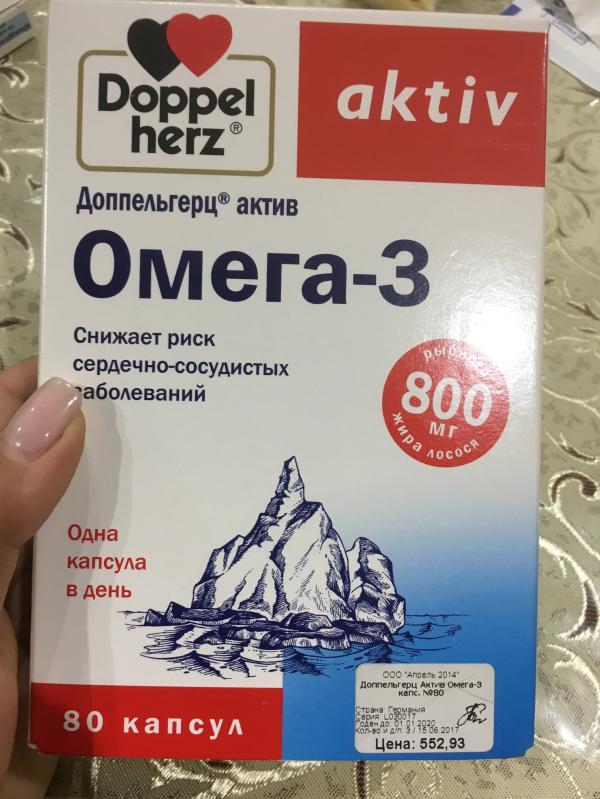 Doppel
herz®
aktiv
Доппельгерц® актив
Омега-3
Снижает риск
сердечно-сосудистых
заболеваний
800
мг
жира лосося
Одна
капсула
в день
80 капсул
ООО "Апрель 2014"
Доппельгерц Актив Омега-3
капс. №80
Страна: Германия
Серия: L030017
Годен до: 01.01.2020
Кол-во и д/п: 3 / 15.06.2017
Цена: 552,93